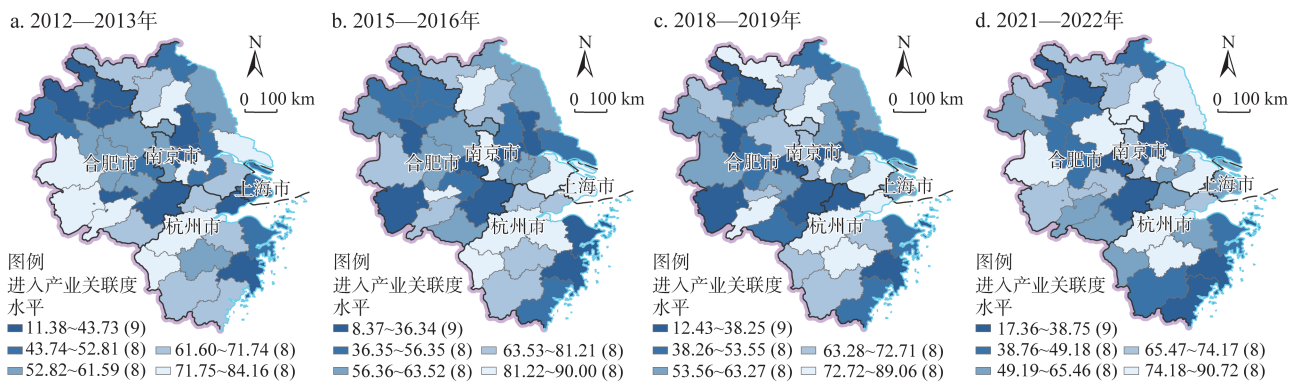 a. 2012—2013年
N
0 100 km
合肥市
南京市
上海市
杭州市
图例
进入产业关联度
水平
11.38~43.73 (9)
43.74~52.81 (8)
52.82~61.59 (8)
61.60~71.74 (8)
71.75~84.16 (8)
b. 2015—2016年
N
0 100 km
合肥市
南京市
上海市
杭州市
图例
进入产业关联度
水平
8.37~36.34 (9)
36.35~56.35 (8)
56.36~63.52 (8)
63.53~81.21 (8)
81.22~90.00 (8)
c. 2018—2019年
N
0 100 km
合肥市
南京市
上海市
杭州市
图例
进入产业关联度
水平
12.43~38.25 (9)
38.26~53.55 (8)
53.56~63.27 (8)
63.28~72.71 (8)
72.72~89.06 (8)
d. 2021—2022年
N
0 100 km
合肥市
南京市
上海市
杭州市
图例
进入产业关联度
水平
17.36~38.75 (9)
38.76~49.18 (8)
49.19~65.46 (8)
65.47~74.17 (8)
74.18~90.72 (8)